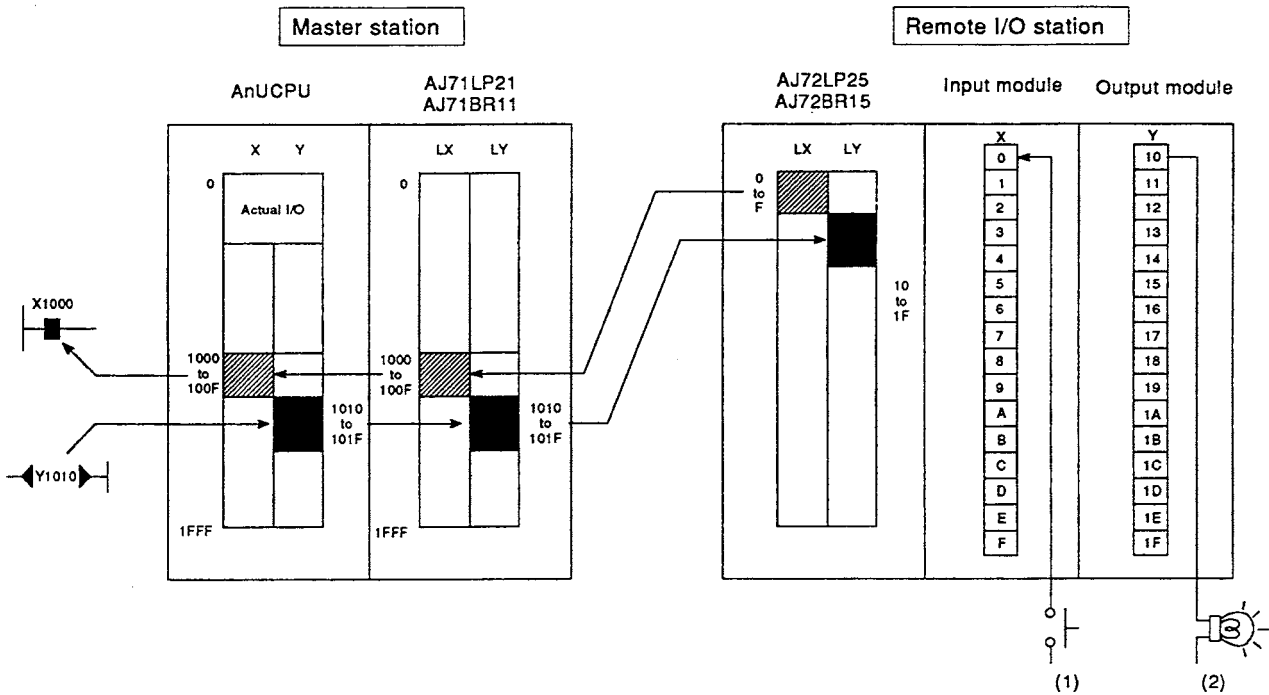 Master station
Remote I/O station
AnUCPU
AJ71LP21
AJ71BR11
AJ72LP25
AJ72BR15
Input module
Output module
X Y
LX LY
LX LY
X
Y
0
Actual I/O
0
0
to
F
10
to
1F
0
1
2
3
4
5
6
7
8
9
A
B
C
D
E
F
10
11
12
13
14
15
16
17
18
19
1A
1B
1C
1D
1E
1F
X1000
1000
to
100F
1000
to
100F
Y1010
1010
to
101F
1010
to
101F
1FFF
1FFF
(1)
(2)